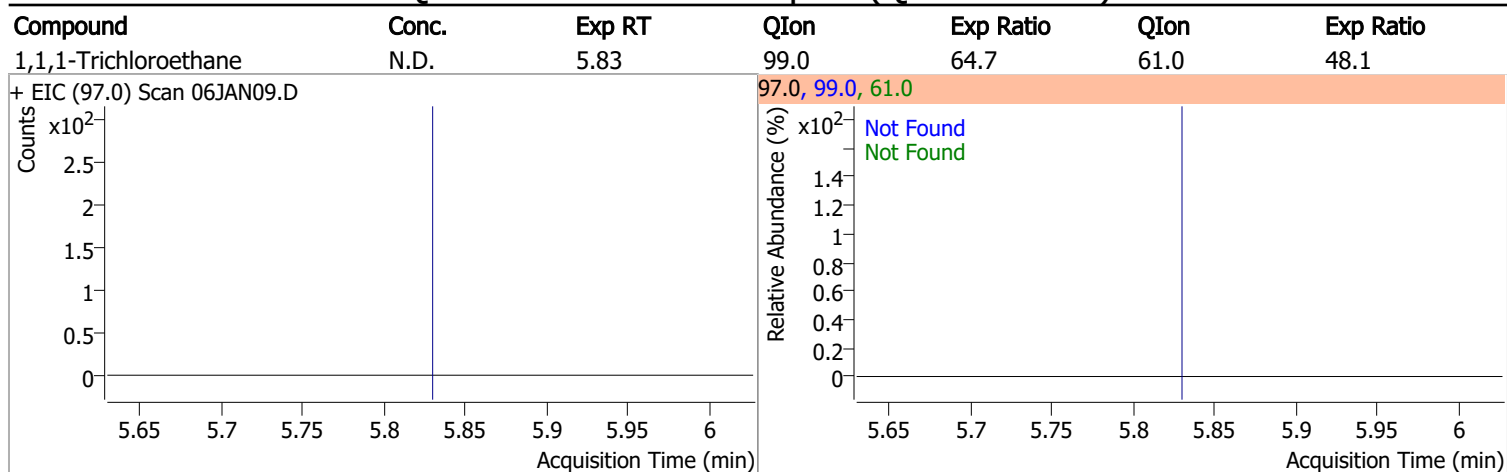 Compound Conc. Exp RT QIon Exp Ratio QIon Exp Ratio
1,1,1-Trichloroethane N.D. 5.83 99.0 64.7 61.0 48.1
+ EIC (97.0) Scan 06JAN09.D
Counts
x10²
2.5
2
1.5
1
0.5
0
5.65 5.7 5.75 5.8 5.85 5.9 5.95 6
Acquisition Time (min)
97.0, 99.0, 61.0
Relative Abundance (%)
x10²
Not Found
Not Found
1.4
1.2
1
0.8
0.6
0.4
0.2
0
5.65 5.7 5.75 5.8 5.85 5.9 5.95 6
Acquisition Time (min)